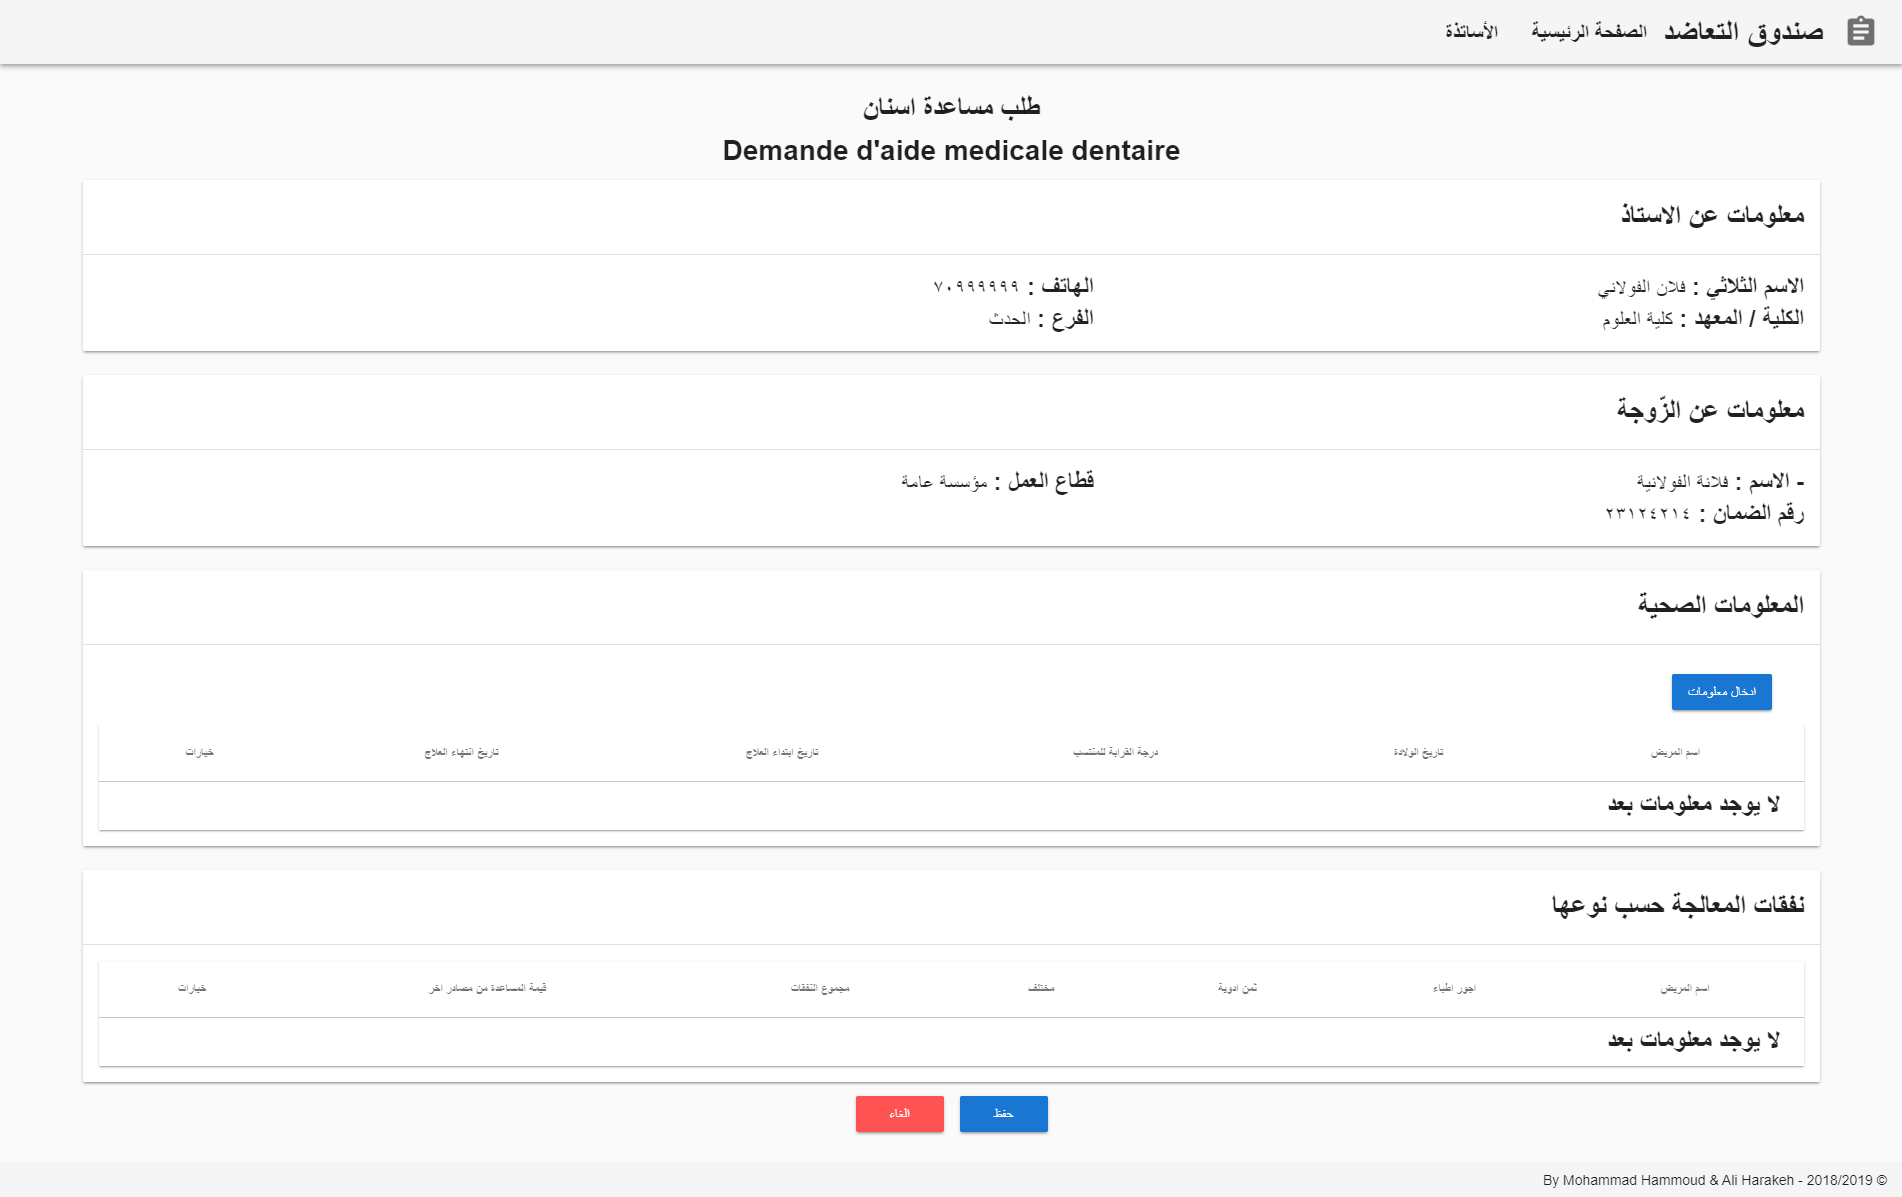 صندوق التعاضد الصفحة الرئيسية الأساتذة
طلب مساعدة اسنان
Demande d'aide medicale dentaire
معلومات عن الاستاذ
الاسم الثلاثي : فلان الفولاني الهاتف : ٧٠٩٩٩٩٩٩
الكلية / المعهد : كلية العلوم الفرع : الحدث
معلومات عن الزّوجة
- الاسم : فلانة الفولانية قطاع العمل : مؤسسة عامة
رقم الضمان : ٢٣١٢٤٢١٤
المعلومات الصحية
ادخال معلومات
اسم المريض تاريخ الولادة درجة القرابة للمنتسب تاريخ ابتداء العلاج تاريخ انتهاء العلاج خيارات
لا يوجد معلومات بعد
نفقات المعالجة حسب نوعها
اسم المريض اجور اطباء ثمن ادوية مختلف مجموع النفقات قيمة المساعدة من مصادر اخر خيارات
لا يوجد معلومات بعد
حفظ الغاء
By Mohammad Hammoud & Ali Harakeh - 2018/2019 ©